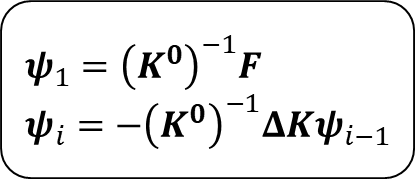 𝝍₁ = (𝑲⁰)⁻¹𝑭
𝝍ᵢ = −(𝑲⁰)⁻¹𝚫𝑲𝝍ᵢ₋₁